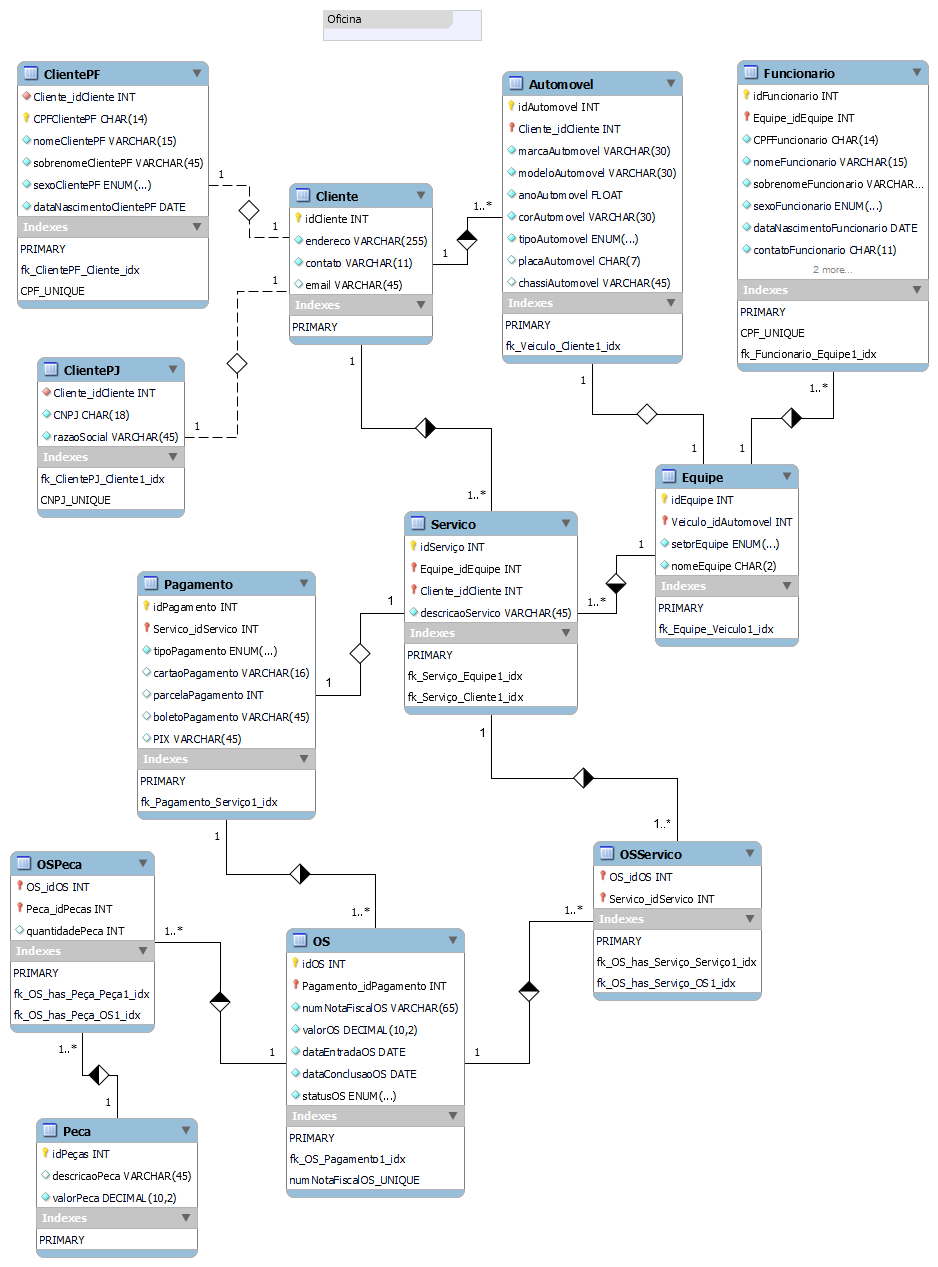 Oficina
ClientePF
Cliente_idCliente INT
CPFClientePF CHAR(14)
nomeClientePF VARCHAR(15)
sobrenomeClientePF VARCHAR(45)
sexoClientePF ENUM(...)
dataNascimentoClientePF DATE
Indexes
PRIMARY
fk_ClientePF_Cliente_idx
CPF_UNIQUE
1
1
Cliente
idCliente INT
endereco VARCHAR(255)
contato VARCHAR(11)
email VARCHAR(45)
Indexes
PRIMARY
1
1..*
Automovel
idAutomovel INT
Cliente_idCliente INT
marcaAutomovel VARCHAR(30)
modeloAutomovel VARCHAR(30)
anoAutomovel FLOAT
corAutomovel VARCHAR(30)
tipoAutomovel ENUM(...)
placaAutomovel CHAR(7)
chassiAutomovel VARCHAR(45)
Indexes
PRIMARY
fk_Veiculo_Cliente1_idx
Funcionario
idFuncionario INT
Equipe_idEquipe INT
CPFFuncionario CHAR(14)
nomeFuncionario VARCHAR(15)
sobrenomeFuncionario VARCHAR...
sexoFuncionario ENUM(...)
dataNascimentoFuncionario DATE
contatoFuncionario CHAR(11)
2 more...
Indexes
PRIMARY
CPF_UNIQUE
fk_Funcionario_Equipe1_idx
1
1
ClientePJ
Cliente_idCliente INT
CNPJ CHAR(18)
razaoSocial VARCHAR(45)
Indexes
fk_ClientePJ_Cliente1_idx
CNPJ_UNIQUE
1
1..*
1
1
1..*
1
Equipe
idEquipe INT
Veiculo_idAutomovel INT
setorEquipe ENUM(...)
nomeEquipe CHAR(2)
Indexes
PRIMARY
fk_Equipe_Veiculo1_idx
Servico
idServiço INT
Equipe_idEquipe INT
Cliente_idCliente INT
descricaoServico VARCHAR(45)
Indexes
PRIMARY
fk_Serviço_Equipe1_idx
fk_Serviço_Cliente1_idx
1
1..*
Pagamento
idPagamento INT
Servico_idServico INT
tipoPagamento ENUM(...)
cartaoPagamento VARCHAR(16)
parcelaPagamento INT
boletoPagamento VARCHAR(45)
PIX VARCHAR(45)
Indexes
PRIMARY
fk_Pagamento_Serviço1_idx
1
1
1
1..*
OSServico
OS_idOS INT
Servico_idServico INT
Indexes
PRIMARY
fk_OS_has_Serviço_Serviço1_idx
fk_OS_has_Serviço_OS1_idx
1
1..*
OSPeca
OS_idOS INT
Peca_idPecas INT
quantidadePeca INT
Indexes
PRIMARY
fk_OS_has_Peça_Peça1_idx
fk_OS_has_Peça_OS1_idx
1..*
1
OS
idOS INT
Pagamento_idPagamento INT
numNotaFiscalOS VARCHAR(65)
valorOS DECIMAL(10,2)
dataEntradaOS DATE
dataConclusaoOS DATE
statusOS ENUM(...)
Indexes
PRIMARY
fk_OS_Pagamento1_idx
numNotaFiscalOS_UNIQUE
1..*
1
1..*
1
Peca
idPeças INT
descricaoPeca VARCHAR(45)
valorPeca DECIMAL(10,2)
Indexes
PRIMARY